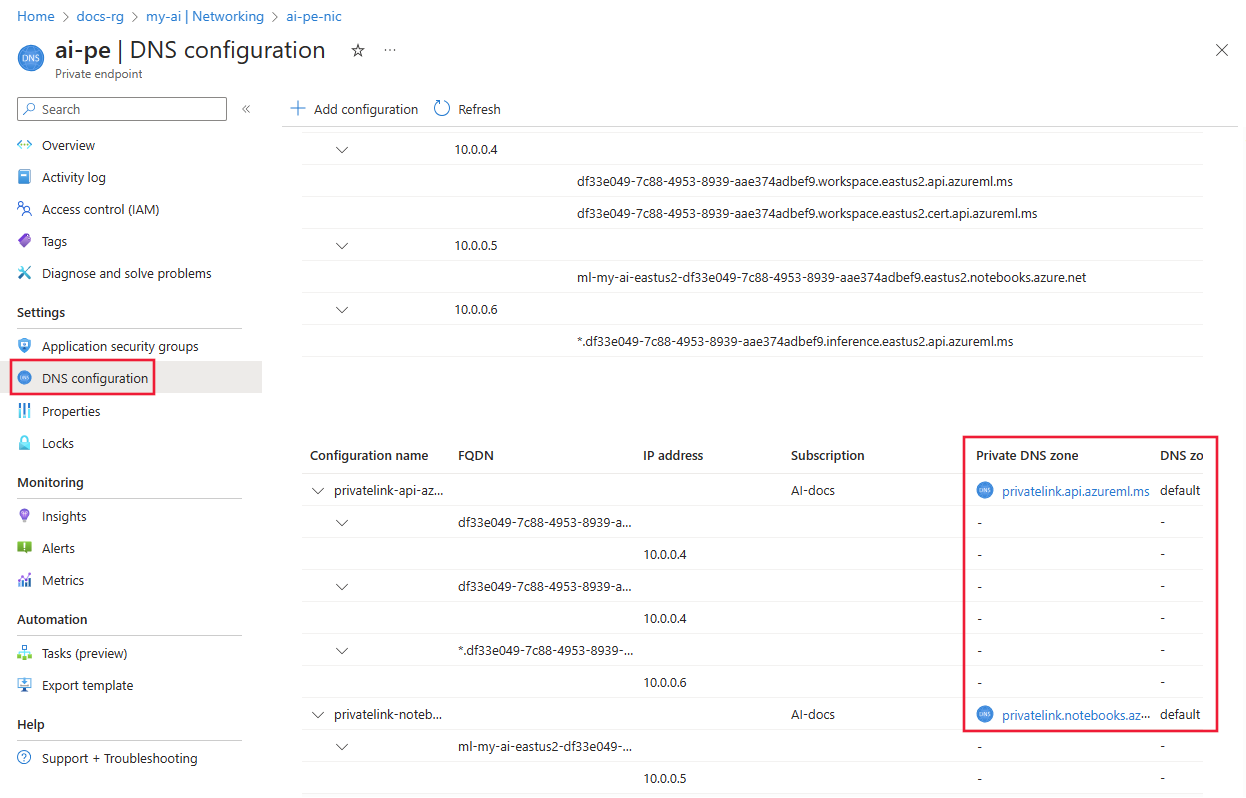 Home > docs-rg > my-ai | Networking > ai-pe-nic
DNS
ai-pe | DNS configuration
...
Private endpoint
Search
«
Overview
Activity log
Access control (IAM)
Tags
Diagnose and solve problems
Settings
Application security groups
DNS configuration
Properties
Locks
Monitoring
Insights
Alerts
Metrics
Automation
Tasks (preview)
Export template
Help
Support + Troubleshooting
Add configuration Refresh
10.0.0.4
df33e049-7c88-4953-8939-aae374adbef9.workspace.eastus2.api.azureml.ms
df33e049-7c88-4953-8939-aae374adbef9.workspace.eastus2.cert.api.azureml.ms
10.0.0.5
ml-my-ai-eastus2-df33e049-7c88-4953-8939-aae374adbef9.eastus2.notebooks.azure.net
10.0.0.6
*.df33e049-7c88-4953-8939-aae374adbef9.inference.eastus2.api.azureml.ms
Configuration name FQDN IP address Subscription Private DNS zone DNS zo
privatelink-api-az... AI-docs DNS privatelink.api.azureml.ms default
df33e049-7c88-4953-8939-a... - -
10.0.0.4 - -
df33e049-7c88-4953-8939-a... - -
10.0.0.4 - -
*.df33e049-7c88-4953-8939-... - -
10.0.0.6 - -
privatelink-noteb... AI-docs DNS privatelink.notebooks.az... default
ml-my-ai-eastus2-df33e049-... - -
10.0.0.5 - -